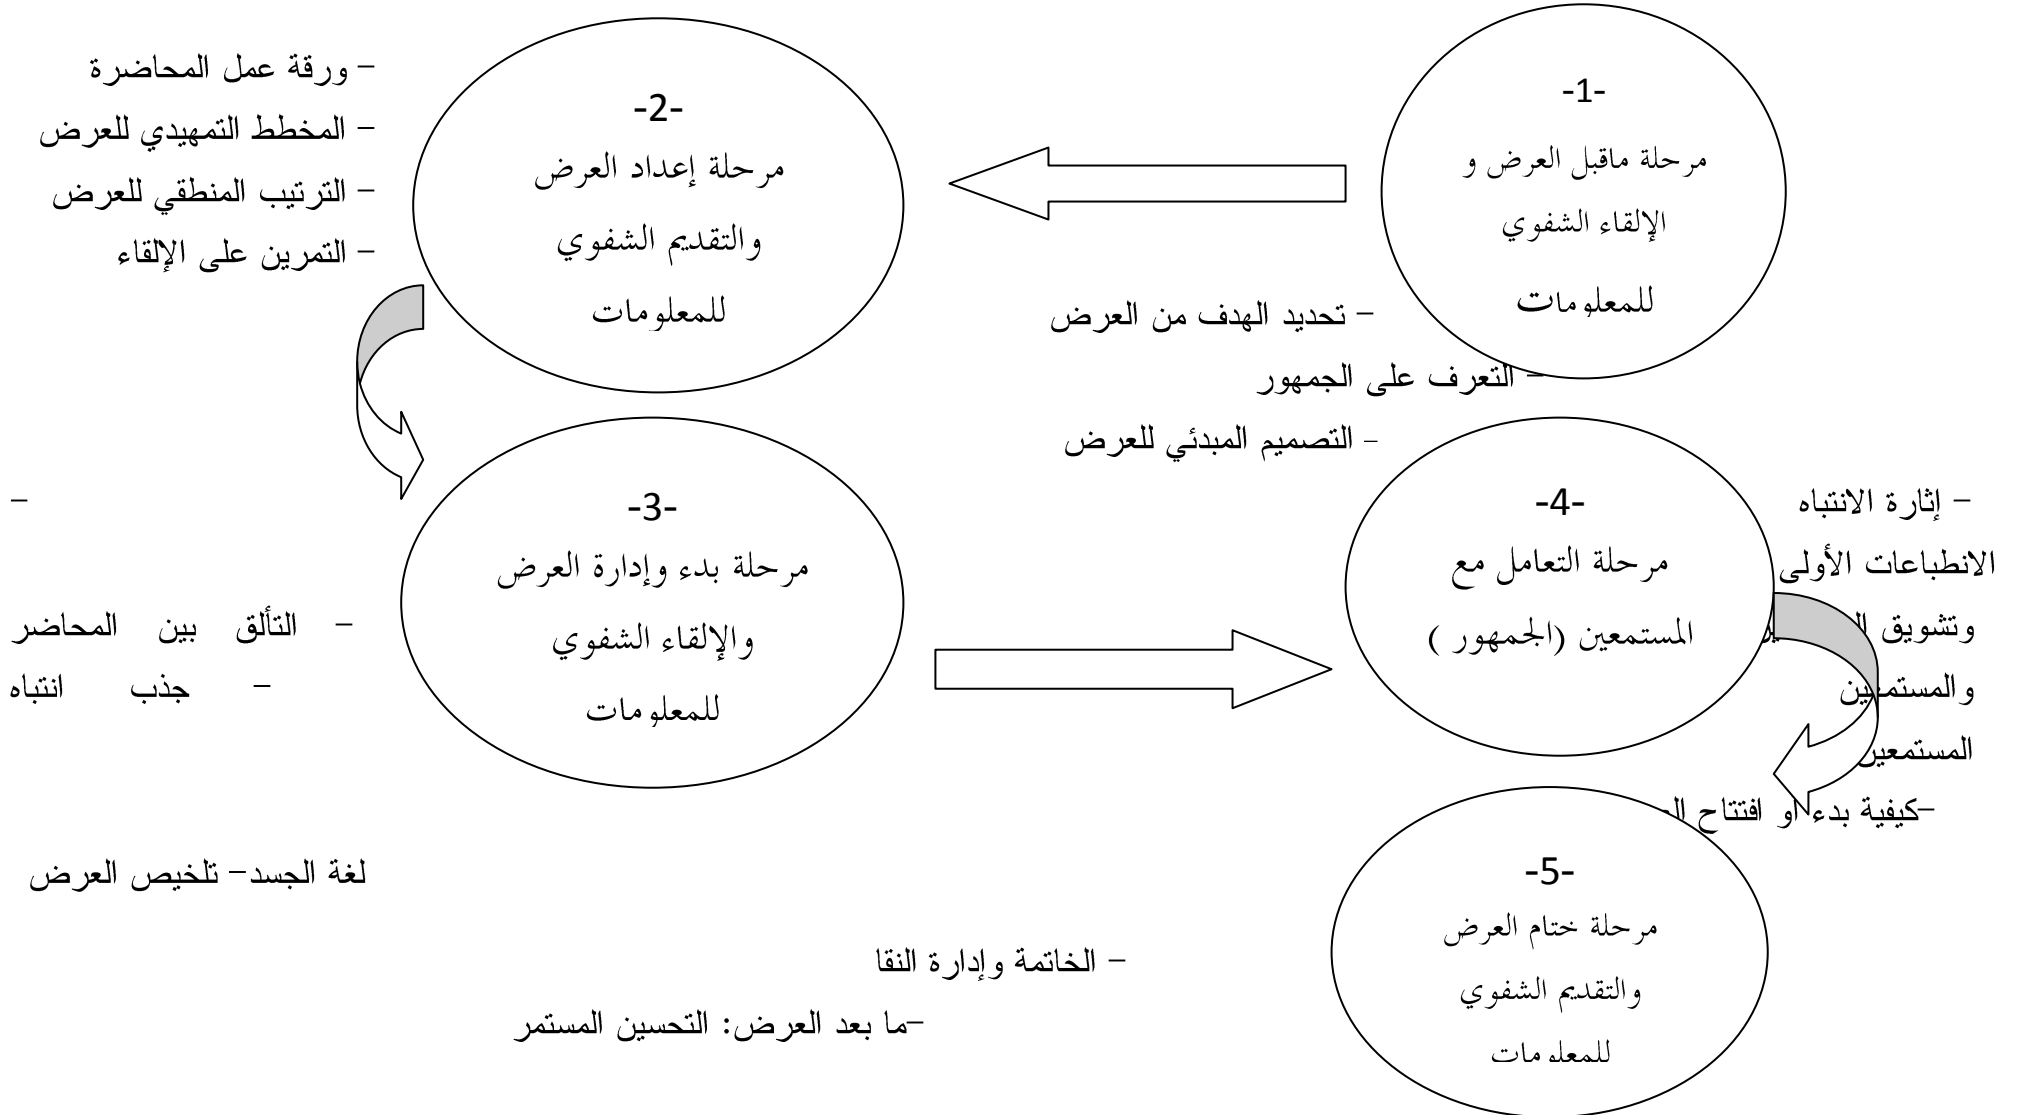 -1-
مرحلة ماقبل العرض و
الإلقاء الشفوي
للمعلومات
– تحديد الهدف من العرض
– التعرف على الجمهور
– التصميم المبدئي للعرض
-2-
مرحلة إعداد العرض
والتقديم الشفوي
للمعلومات
– ورقة عمل المحاضرة
– المخطط التمهيدي للعرض
– الترتيب المنطقي للعرض
– التمرين على الإلقاء
-3-
مرحلة بدء وإدارة العرض
والإلقاء الشفوي
للمعلومات
–
– التألق بين المحاضر
– جذب انتباه
لغة الجسد– تلخيص العرض
-4-
مرحلة التعامل مع
المستمعين (الجمهور )
– إثارة الانتباه
الانطباعات الأولى
وتشويق
والمستمعين
المستمعين
–كيفية بدء او افتتاح
-5-
مرحلة ختام العرض
والتقديم الشفوي
للمعلومات
– الخاتمة وإدارة النقا
–ما بعد العرض: التحسين المستمر